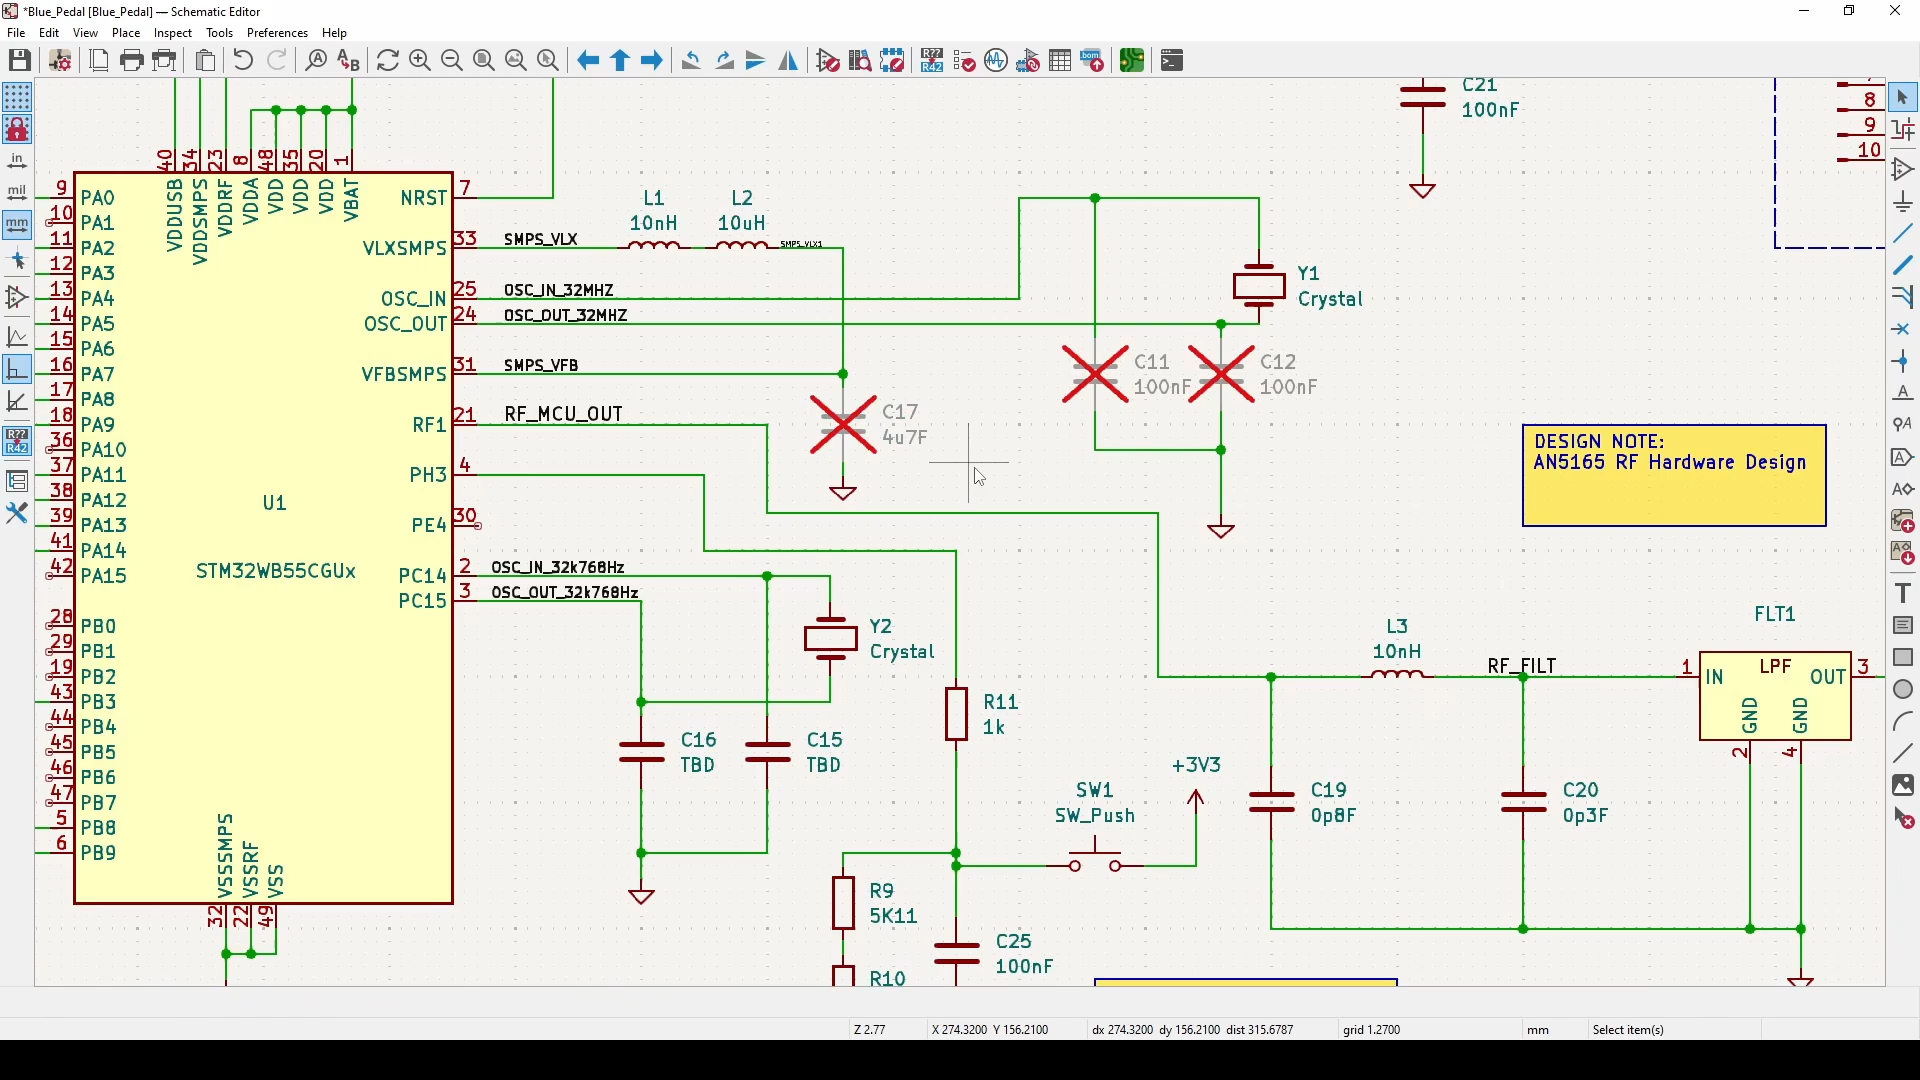 *Blue_Pedal [Blue_Pedal] — Schematic Editor
File Edit View Place Inspect Tools Preferences Help
in
mil
mm
R??
R42
C21
100nF
8
9
10
40 34 23 8 48 35 20 1
VDDUSB VDDSMPS VDDRF VDDA VDD VDD VDD VBAT
9 PA0
10 PA1
11 PA2
12 PA3
13 PA4
14 PA5
15 PA6
16 PA7
17 PA8
18 PA9
36 PA10
37 PA11
38 PA12
39 PA13
41 PA14
42 PA15
28 PB0
29 PB1
19 PB2
43 PB3
44 PB4
45 PB5
46 PB6
47 PB7
5 PB8
6 PB9
U1
STM32WB55CGUx
NRST 7
VLXSMPS 33 SMPS_VLX
OSC_IN 25 OSC_IN_32MHZ
OSC_OUT 24 OSC_OUT_32MHZ
VFBSMPS 31 SMPS_VFB
RF1 21 RF_MCU_OUT
PH3 4
PE4 30
PC14 2 OSC_IN_32k768Hz
PC15 3 OSC_OUT_32k768Hz
VSSSMPS VSSRF VSS
32 22 49
L1
10nH
L2
10uH
SMPS_VLX1
Y1
Crystal
C11
100nF
C12
100nF
C17
4u7F
DESIGN NOTE:
AN5165 RF Hardware Design
Y2
Crystal
C16
TBD
C15
TBD
R11
1k
R9
5K11
R10
C25
100nF
SW1
SW_Push
+3V3
C19
0p8F
L3
10nH
RF_FILT
C20
0p3F
FLT1
1 IN LPF OUT 3
GND GND
2 4
Z 2.77 X 274.3200 Y 156.2100 dx 274.3200 dy 156.2100 dist 315.6787 grid 1.2700 mm Select item(s)